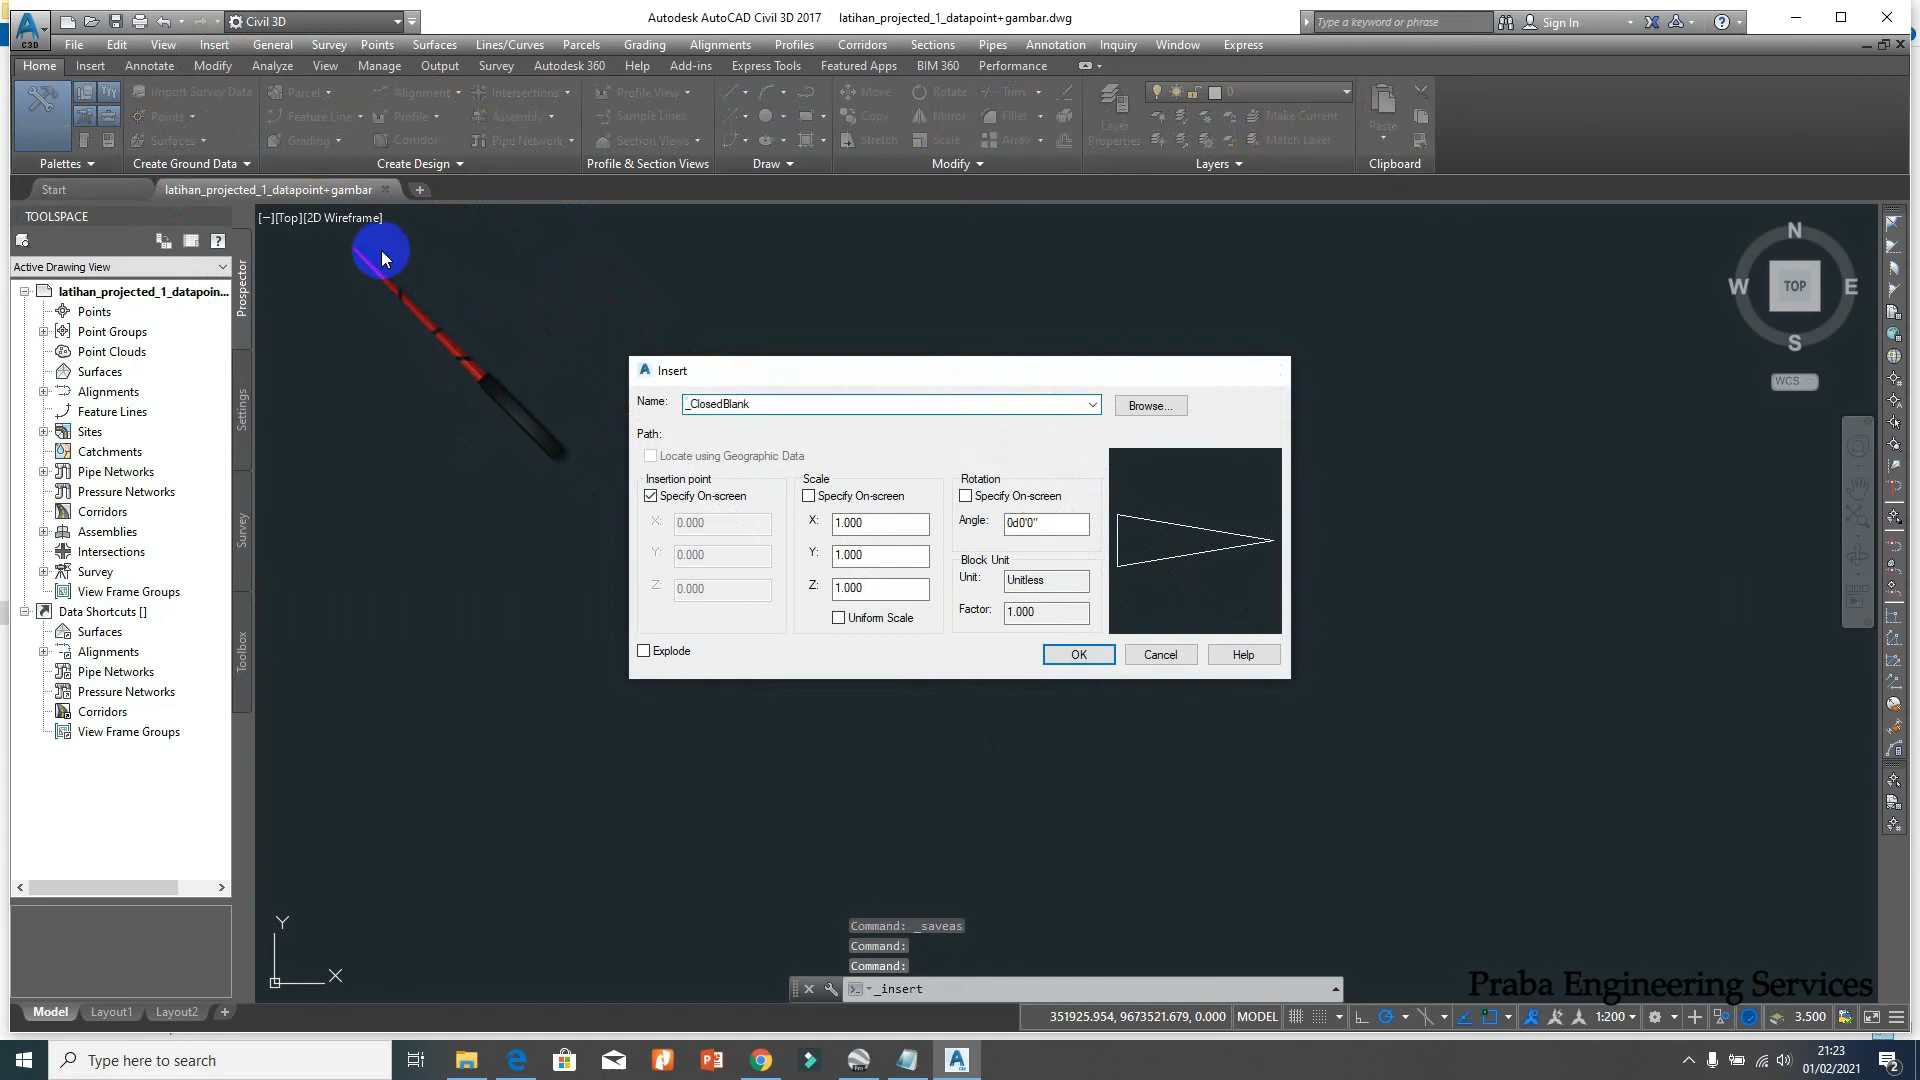 Civil 3D
Autodesk AutoCAD Civil 3D 2017 latihan_projected_1_datapoint+gambar.dwg
Type a keyword or phrase
Sign In
C3D
File Edit View Insert General Survey Points Surfaces Lines/Curves Parcels Grading Alignments Profiles Corridors Sections Pipes Annotation Inquiry Window Express
Home Insert Annotate Modify Analyze View Manage Output Survey Autodesk 360 Help Add-ins Express Tools Featured Apps BIM 360 Performance
Import Survey Data Parcel Alignment Intersections Profile View Move Rotate Trim 0
Points Feature Line Profile Assembly Sample Lines Copy Mirror Fillet Make Current
Surfaces Grading Corridor Pipe Network Section Views Stretch Scale Array Match Layer
Layer Properties
Paste
Palettes Create Ground Data Create Design Profile & Section Views Draw Modify Layers Clipboard
Start latihan_projected_1_datapoint+gambar
TOOLSPACE
Active Drawing View
latihan_projected_1_datapoin...
Points
Point Groups
Point Clouds
Surfaces
Alignments
Feature Lines
Sites
Catchments
Pipe Networks
Pressure Networks
Corridors
Assemblies
Intersections
Survey
View Frame Groups
Data Shortcuts []
Surfaces
Alignments
Pipe Networks
Pressure Networks
Corridors
View Frame Groups
Prospector
Settings
Survey
Toolbox
[−][Top][2D Wireframe]
N
W TOP E
S
WCS
Insert
Name: _ClosedBlank Browse...
Path:
Locate using Geographic Data
Insertion point Scale Rotation
Specify On-screen Specify On-screen Specify On-screen
X: 0.000 X: 1.000 Angle: 0d0'0"
Y: 0.000 Y: 1.000 Block Unit
Unit: Unitless
Z: 0.000 Z: 1.000
Factor: 1.000
Uniform Scale
Explode OK Cancel Help
Y
X
Command: _saveas
Command:
Command:
_insert
Praba Engineering Services
Model Layout1 Layout2
351925.954, 9673521.679, 0.000 MODEL 1:200 3.500
Type here to search
21:23
01/02/2021
2